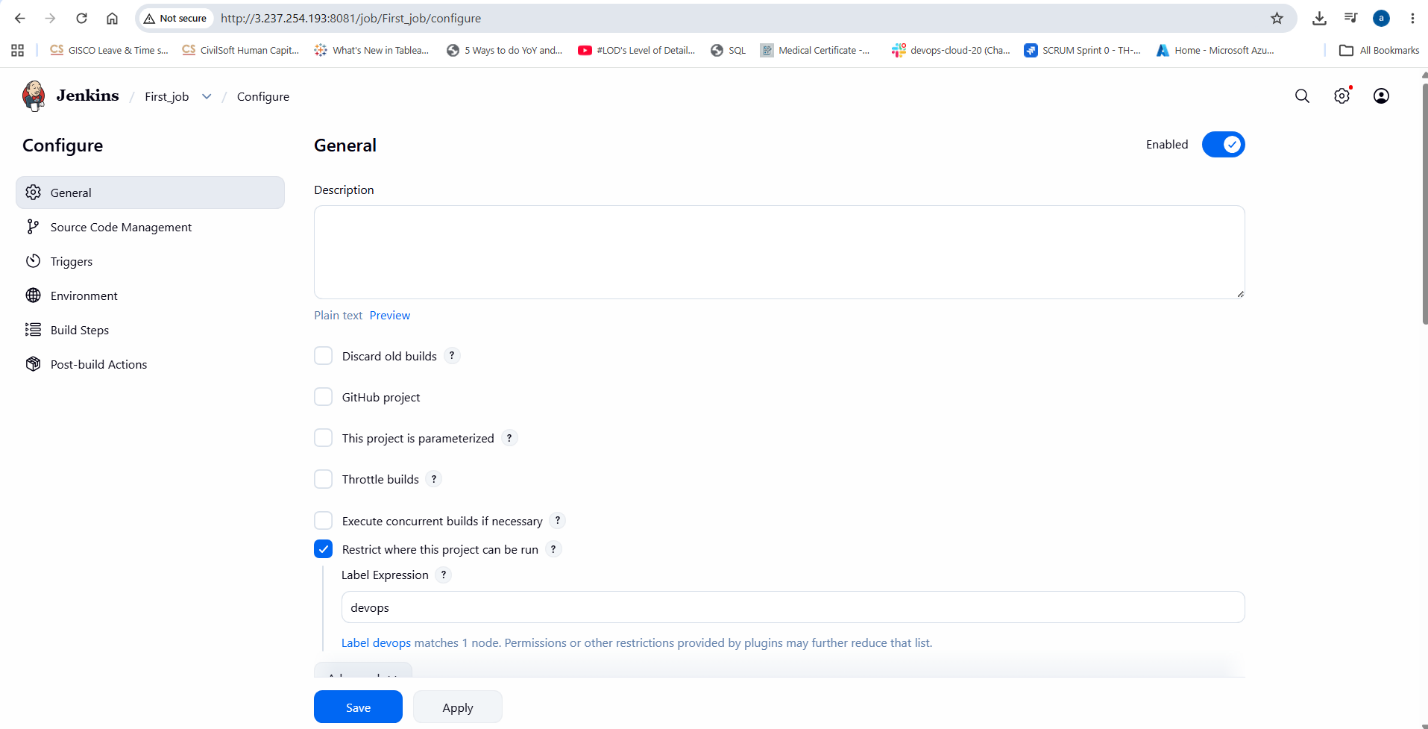 Not secure http://3.237.254.193:8081/job/First_job/configure a
CS GISCO Leave & Time s... CS CivilSoft Human Capit... What's New in Tablea... 5 Ways to do YoY and... #LOD's Level of Detail... SQL Medical Certificate -... devops-cloud-20 (Cha... SCRUM Sprint 0 - TH-... Home - Microsoft Azu... All Bookmarks
Jenkins / First_job / Configure
Configure
General
Source Code Management
Triggers
Environment
Build Steps
Post-build Actions
General
Enabled
Description
Plain text Preview
Discard old builds ?
GitHub project
This project is parameterized ?
Throttle builds ?
Execute concurrent builds if necessary ?
Restrict where this project can be run ?
Label Expression ?
devops
Label devops matches 1 node. Permissions or other restrictions provided by plugins may further reduce that list.
Save Apply